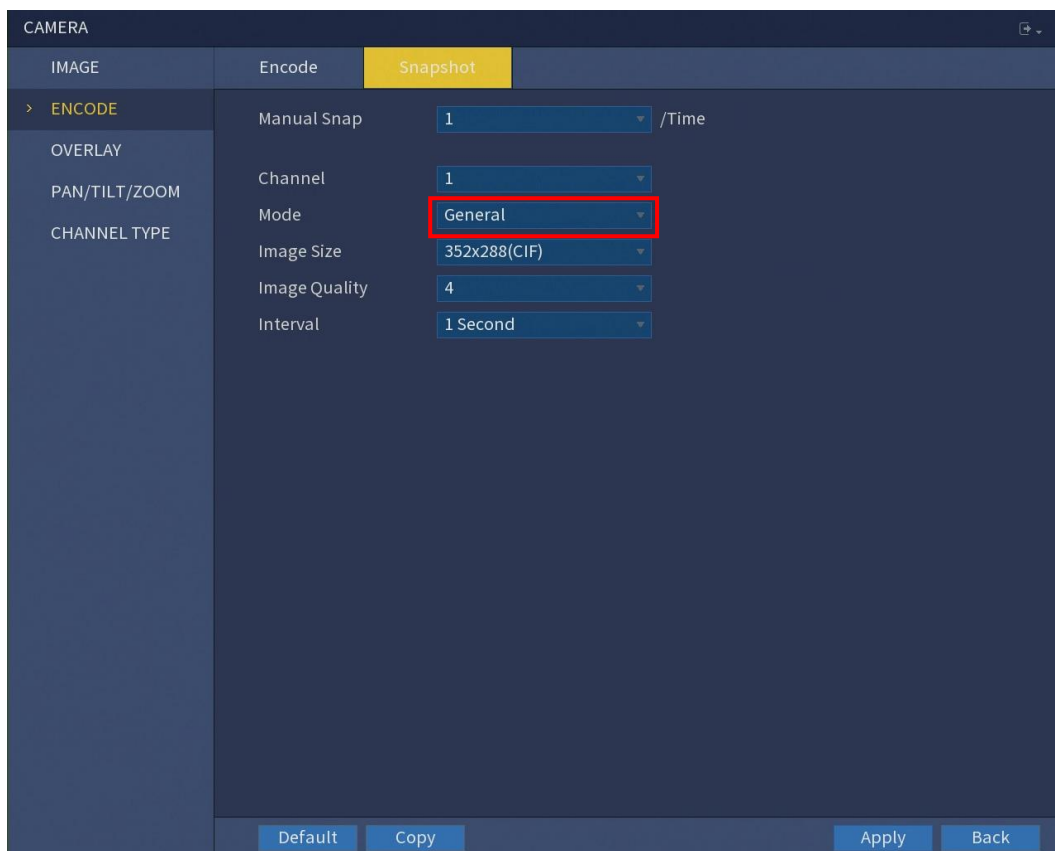 CAMERA
IMAGE
> ENCODE
OVERLAY
PAN/TILT/ZOOM
CHANNEL TYPE
Encode Snapshot
Manual Snap 1 /Time
Channel 1
Mode General
Image Size 352x288(CIF)
Image Quality 4
Interval 1 Second
Default Copy Apply Back